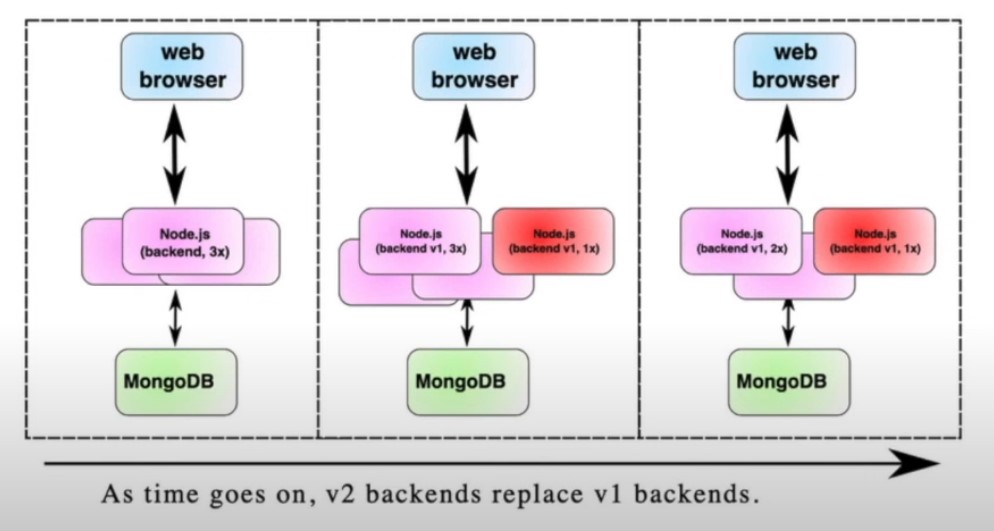 web
browser
Node.js
(backend, 3x)
MongoDB
web
browser
Node.js
(backend v1, 3x)
Node.js
(backend v1, 1x)
MongoDB
web
browser
Node.js
(backend v1, 2x)
Node.js
(backend v1, 1x)
MongoDB
As time goes on, v2 backends replace v1 backends.